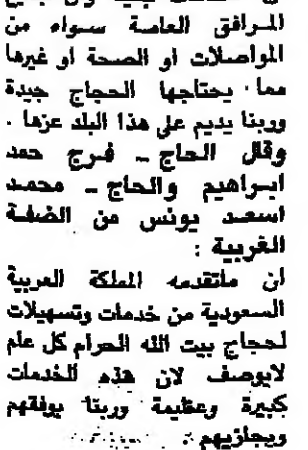 المرافق العامة سواء من
المواصلات او الصحة او غيرها
مما يحتاجها الحجاج جيدة
وربنا يديم على هذا البلد عزها .
وقال الحاج ـ فرج حمد
ابراهيم والحاج ـ محمد
اسعد يونس من الضفة
الغربية :
ان ماتقدمه المملكة العربية
السعودية من خدمات وتسهيلات
لحجاج بيت الله الحرام كل عام
لايوصف لان هذه الخدمات
كبيرة وعظيمة وربنا يوفقهم
ويجازيهم .